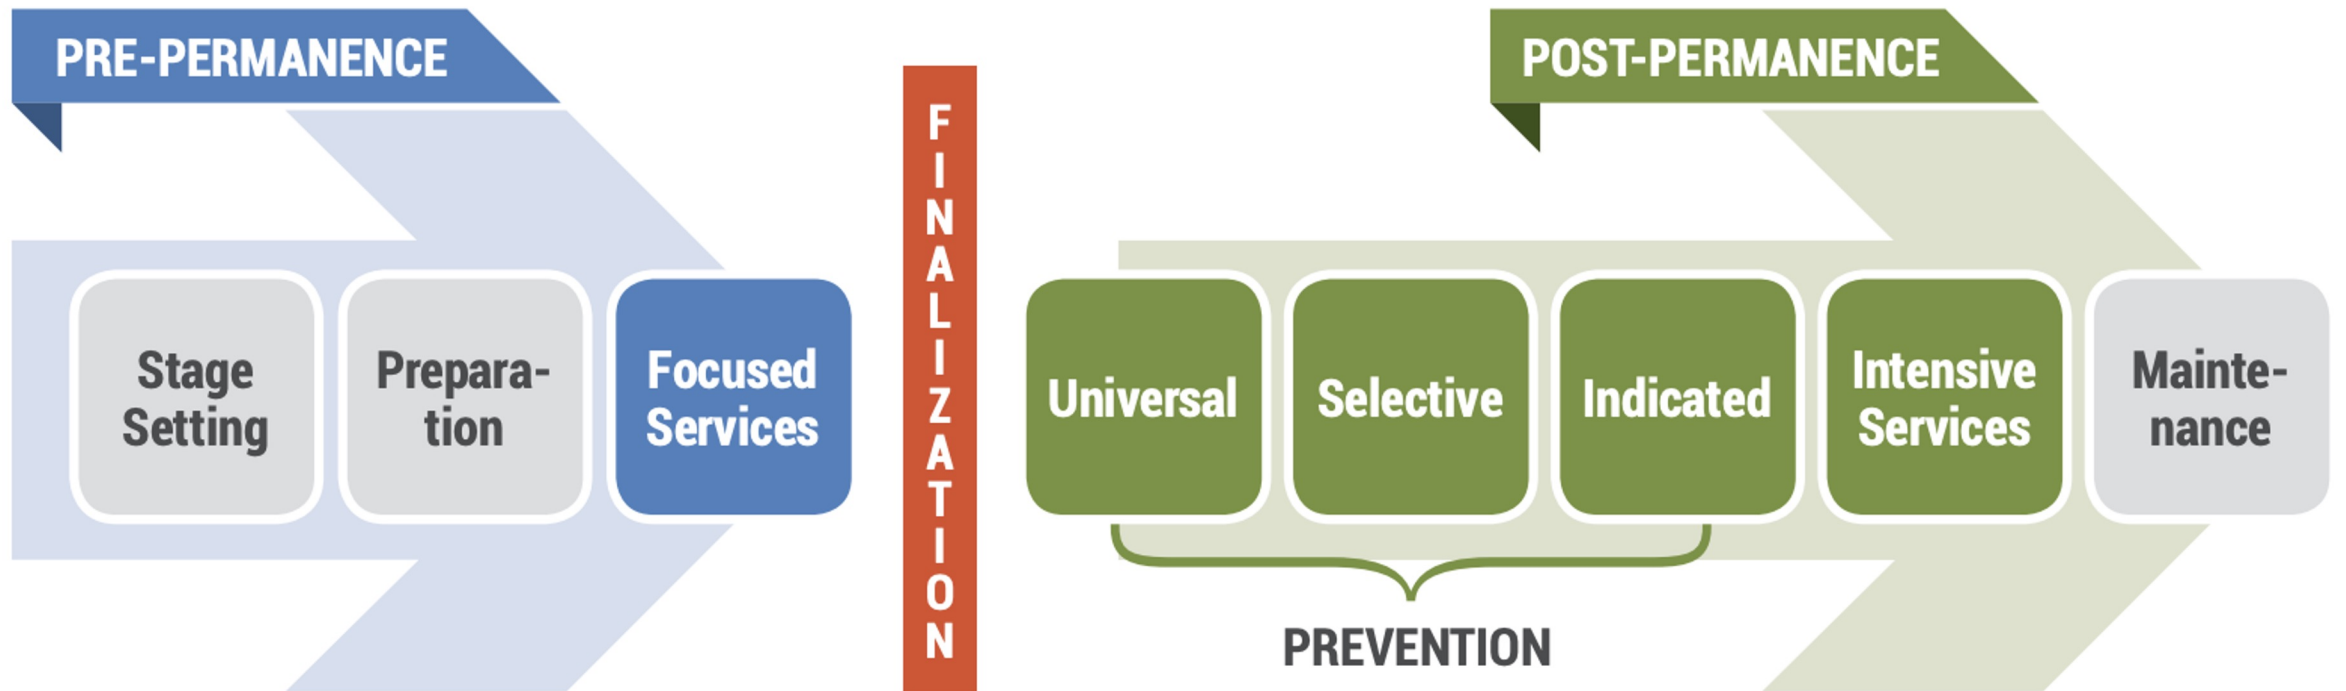 PRE-PERMANENCE
Stage
Setting
Prepara-
tion
Focused
Services
FINALIZATION
POST-PERMANENCE
Universal
Selective
Indicated
Intensive
Services
Mainte-
nance
PREVENTION